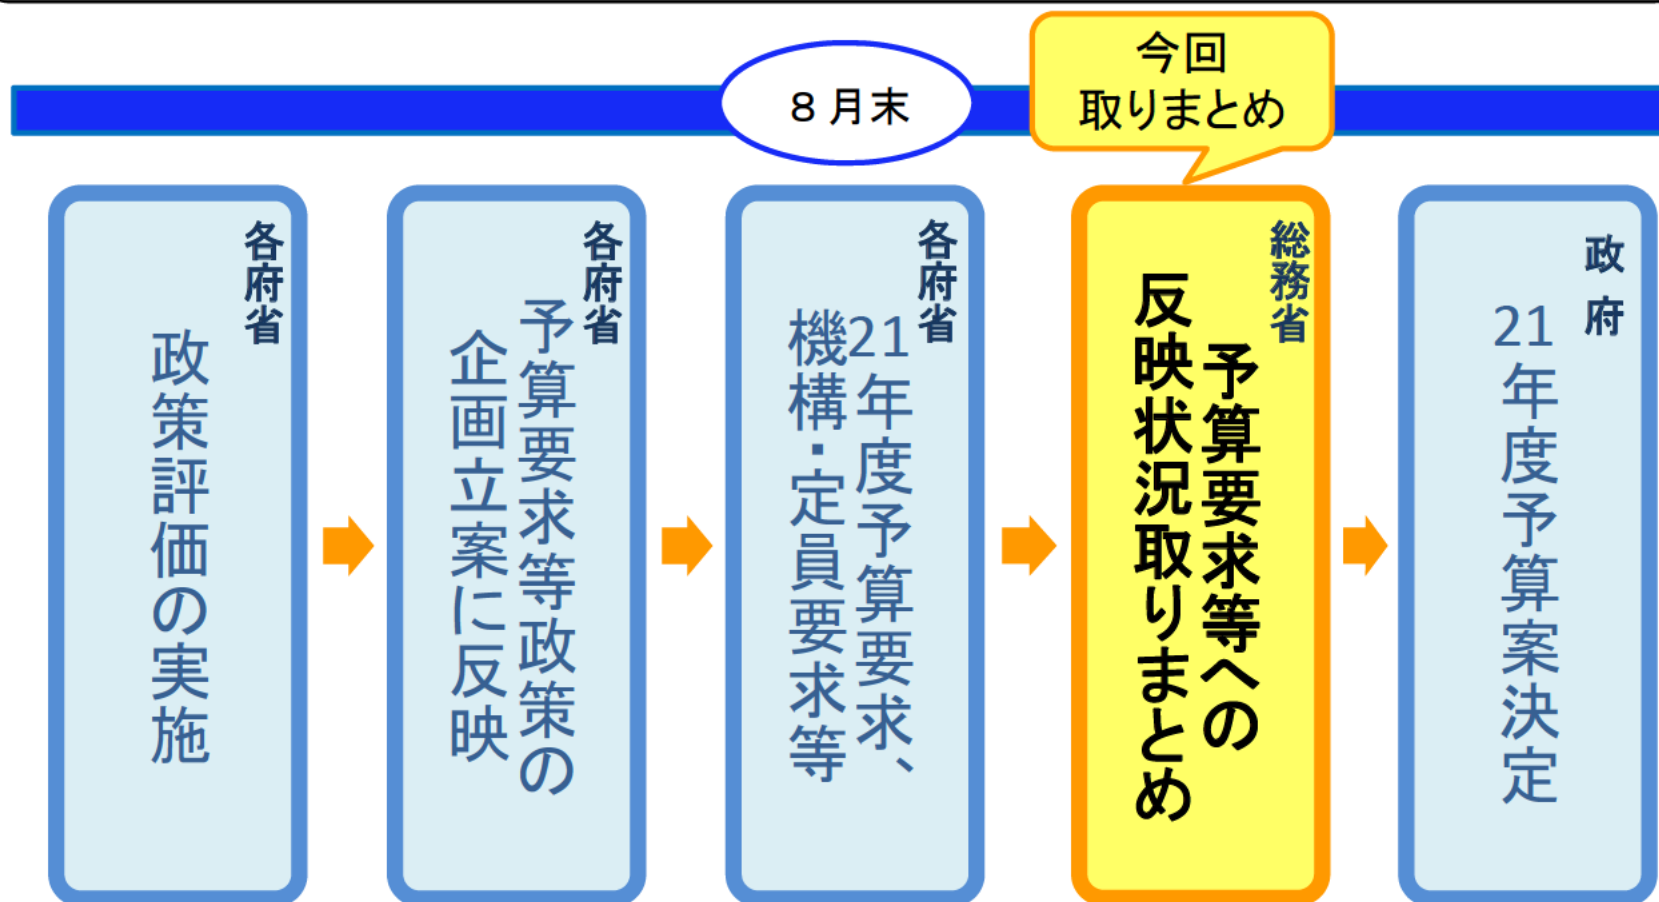 8月末
今回
取りまとめ
各府省
政策評価の実施
各府省
予算要求等政策の
企画立案に反映
各府省
21年度予算要求、
機構・定員要求等
総務省
予算要求等への
反映状況取りまとめ
政府
21年度予算案決定